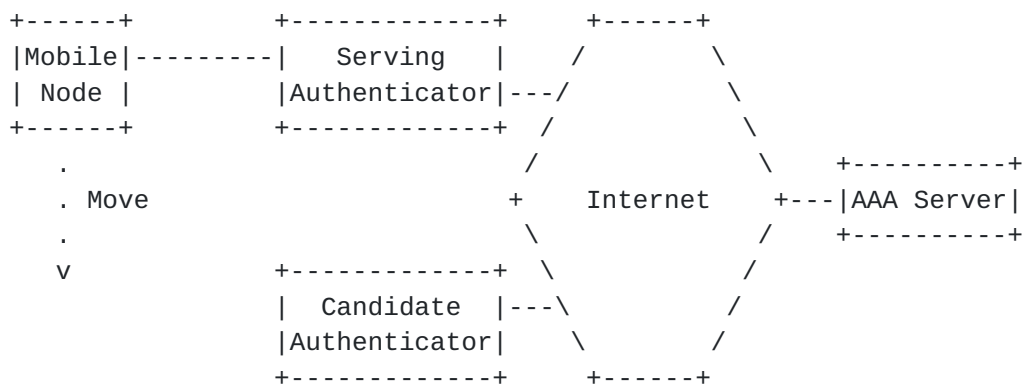 Mobile Serving
Node Authenticator
Move Internet AAA Server
Candidate
Authenticator